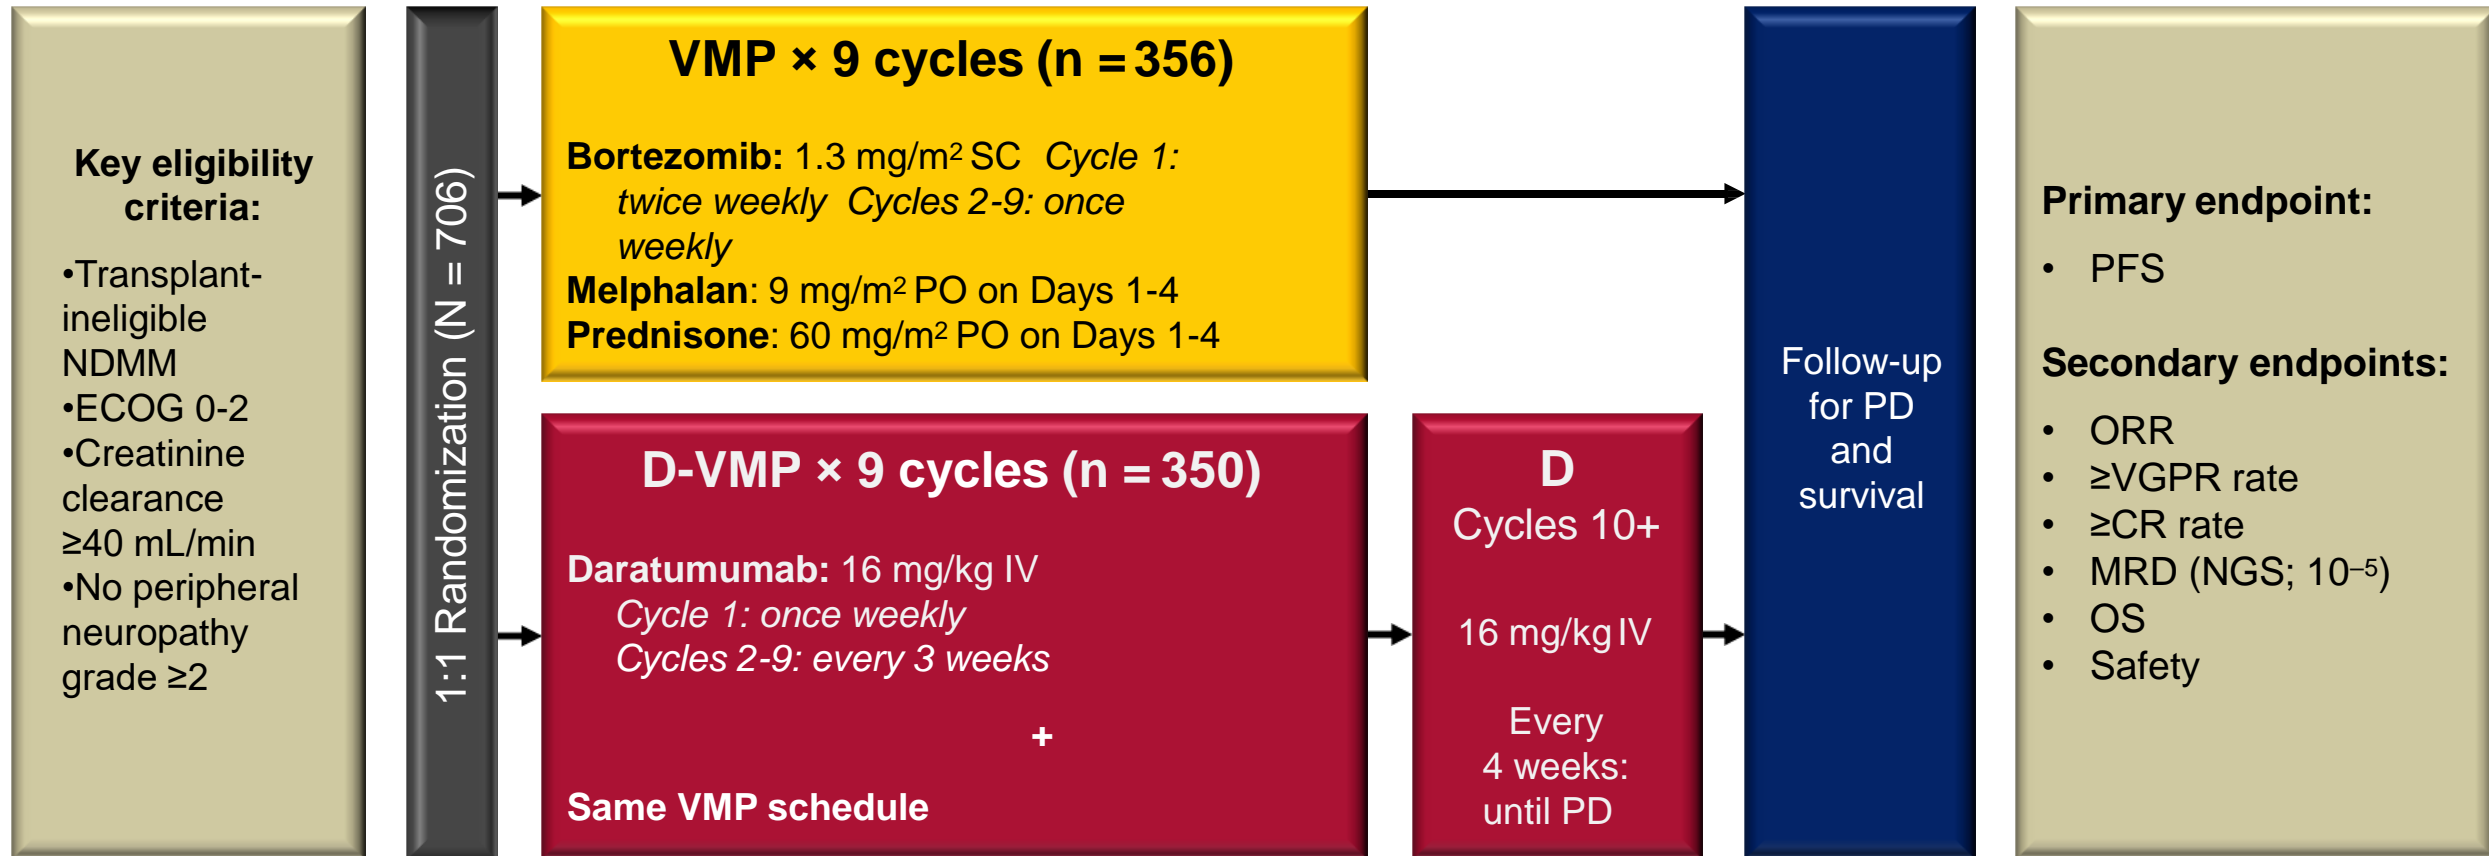 Key eligibility
criteria:
•Transplant-
ineligible
NDMM
•ECOG 0-2
•Creatinine
clearance
≥40 mL/min
•No peripheral
neuropathy
grade ≥2
1:1 Randomization (N = 706)
VMP × 9 cycles (n = 356)
Bortezomib: 1.3 mg/m² SC Cycle 1:
twice weekly Cycles 2-9: once
weekly
Melphalan: 9 mg/m² PO on Days 1-4
Prednisone: 60 mg/m² PO on Days 1-4
D-VMP × 9 cycles (n = 350)
Daratumumab: 16 mg/kg IV
Cycle 1: once weekly
Cycles 2-9: every 3 weeks
+
Same VMP schedule
D
Cycles 10+
16 mg/kg IV
Every
4 weeks:
until PD
Follow-up
for PD
and
survival
Primary endpoint:
• PFS
Secondary endpoints:
• ORR
• ≥VGPR rate
• ≥CR rate
• MRD (NGS; 10⁻⁵)
• OS
• Safety